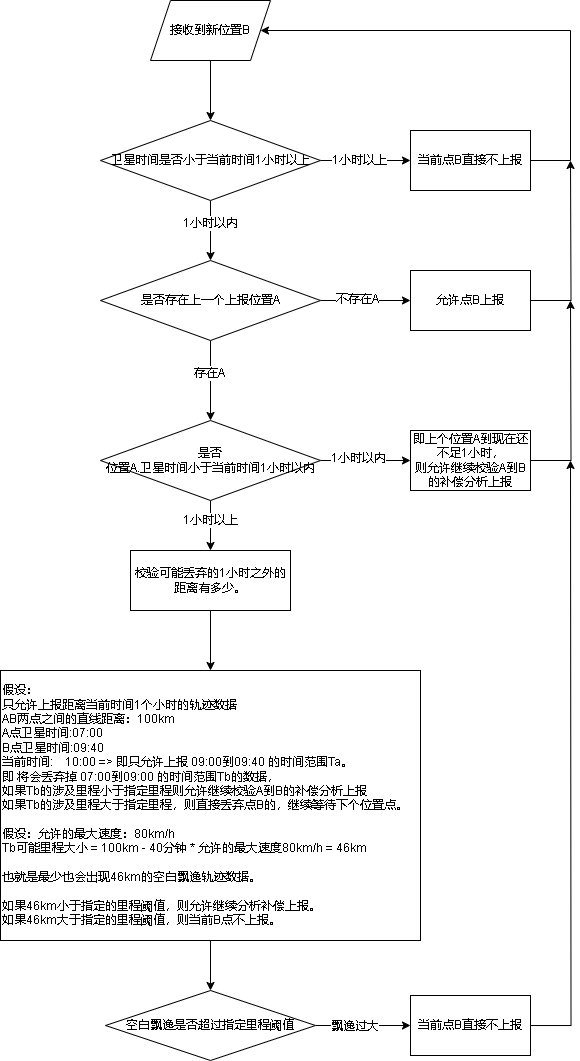 接收到新位置B
卫星时间是否小于当前时间1小时以上
1小时以上
当前点B直接不上报
1小时以内
是否存在上一个上报位置A
不存在A
允许点B上报
存在A
是否
位置A 卫星时间小于当前时间1小时以内
1小时以内
即上个位置A到现在还
不足1小时，
则允许继续校验A到B
的补偿分析上报
1小时以上
校验可能丢弃的1小时之外的
距离有多少。
假设：
只允许上报距离当前时间1个小时的轨迹数据
AB两点之间的直线距离：100km
A点卫星时间:07:00
B点卫星时间:09:40
当前时间:    10:00 => 即只允许上报 09:00到09:40 的时间范围Ta。
即 将会丢弃掉 07:00到09:00 的时间范围Tb的数据，
如果Tb的涉及里程小于指定里程则允许继续校验A到B的补偿分析上报
如果Tb的涉及里程大于指定里程，则直接丢弃点B的，继续等待下个位置点。
假设：允许的最大速度：80km/h
Tb可能里程大小 = 100km - 40分钟 * 允许的最大速度80km/h = 46km
也就是最少也会出现46km的空白飘逸轨迹数据。
如果46km小于指定的里程阈值，则允许继续分析补偿上报。
如果46km大于指定的里程阈值，则当前B点不上报。
空白飘逸是否超过指定里程阈值
飘逸过大
当前点B直接不上报